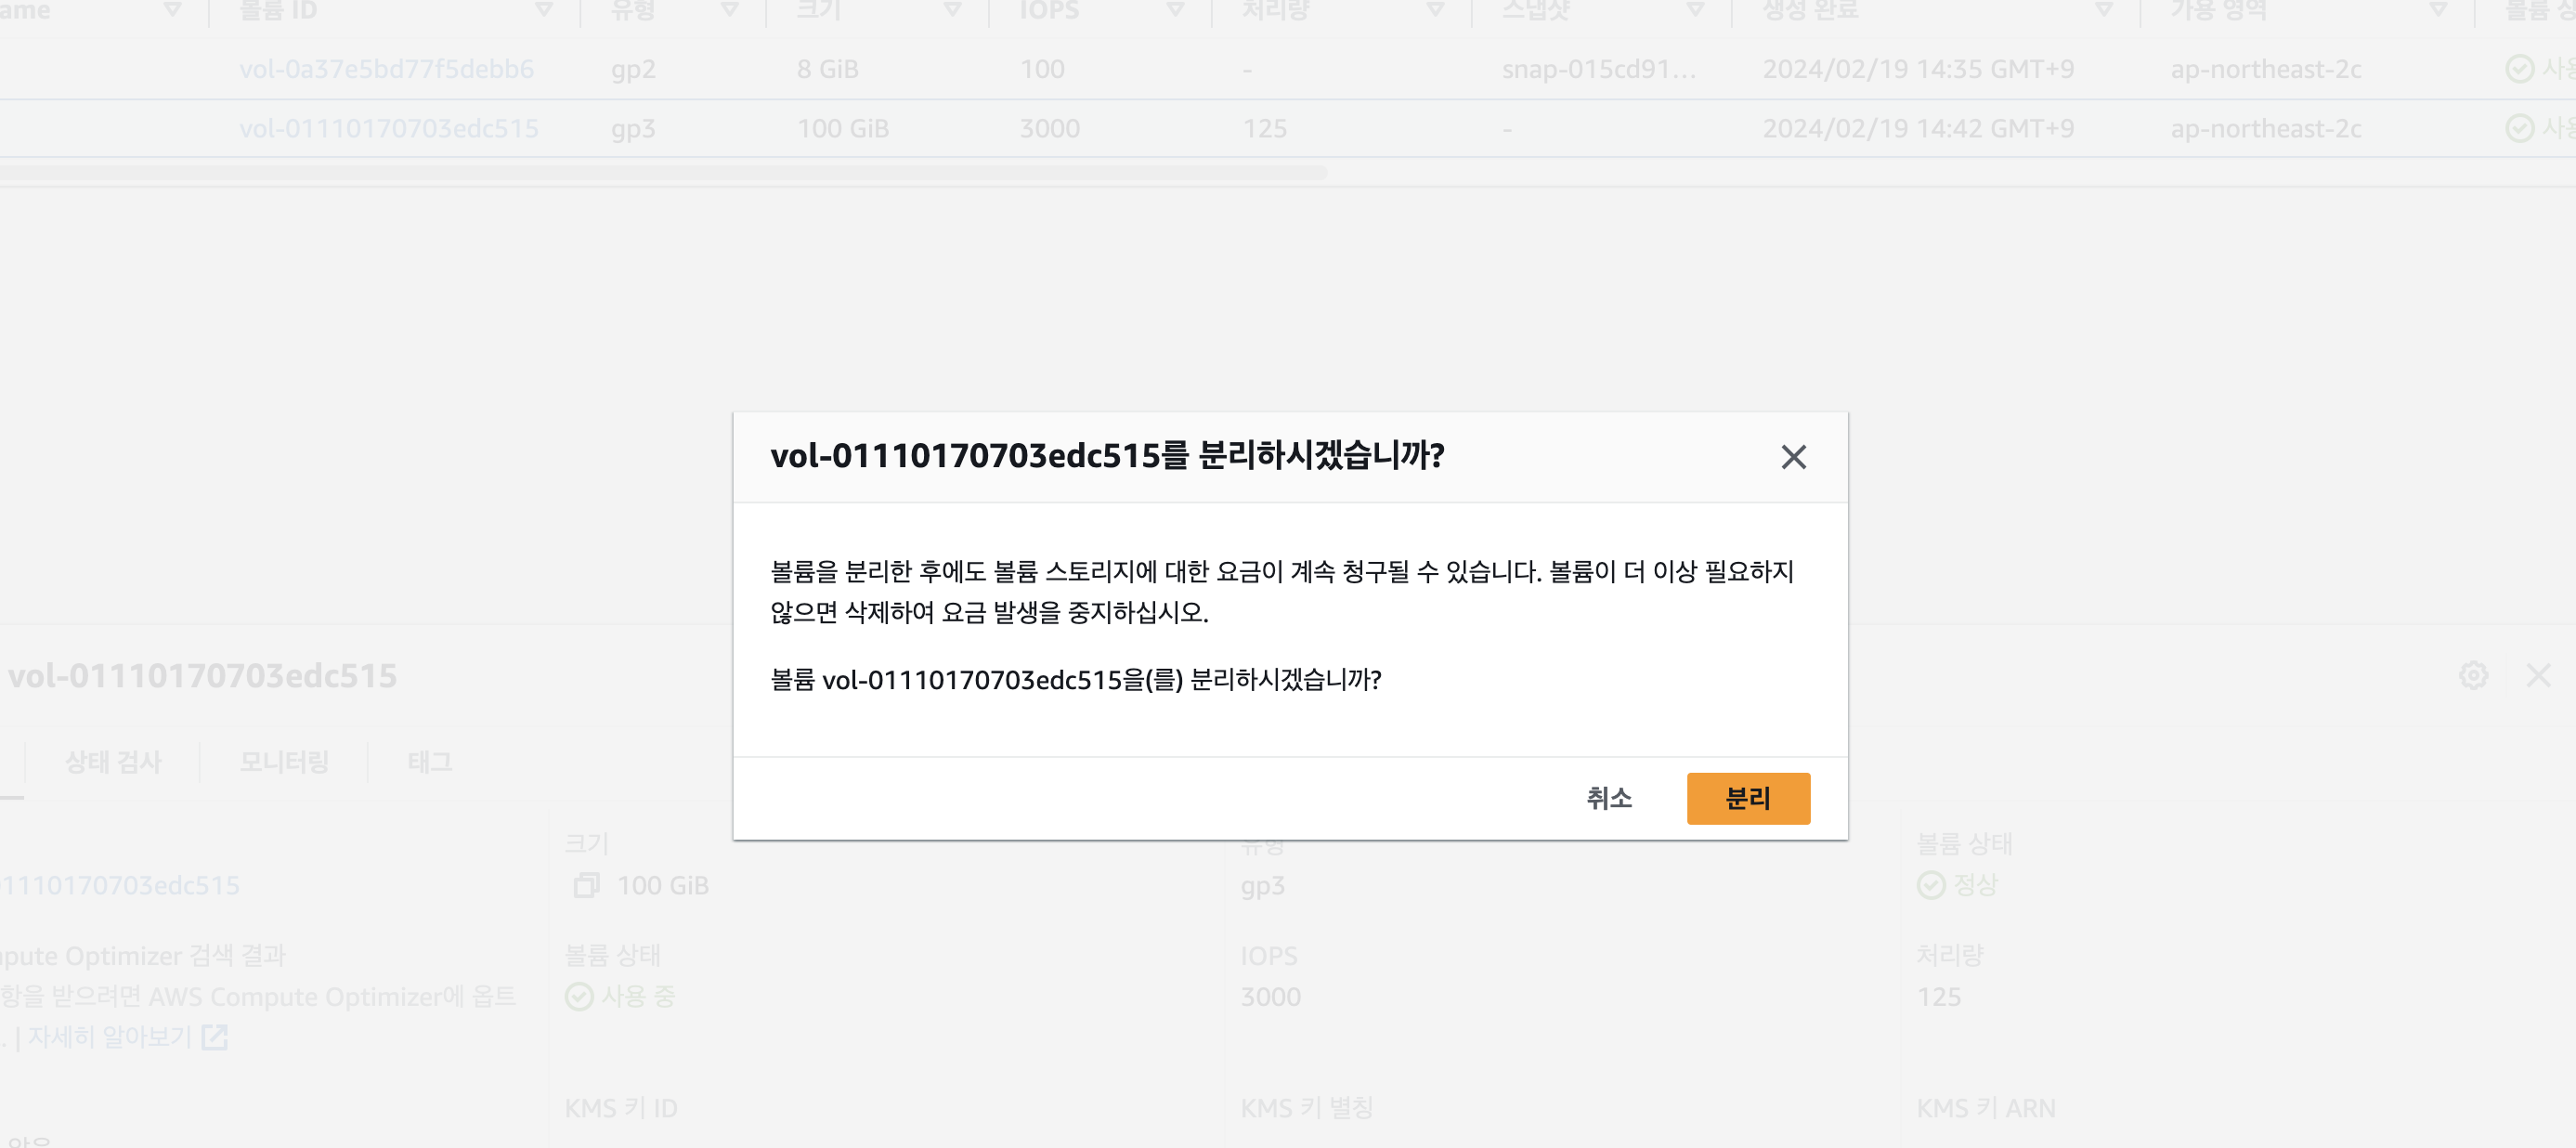 ame 볼륨 ID 유형 크기 IOPS 처리량 스냅샷 생성 완료 가용 영역 볼륨 상
vol-0a37e5bd77f5debb6 gp2 8 GiB 100 - snap-015cd91... 2024/02/19 14:35 GMT+9 ap-northeast-2c 사용
vol-01110170703edc515 gp3 100 GiB 3000 125 - 2024/02/19 14:42 GMT+9 ap-northeast-2c 사용
vol-01110170703edc515를 분리하시겠습니까?
볼륨을 분리한 후에도 볼륨 스토리지에 대한 요금이 계속 청구될 수 있습니다. 볼륨이 더 이상 필요하지
않으면 삭제하여 요금 발생을 중지하십시오.
볼륨 vol-01110170703edc515을(를) 분리하시겠습니까?
취소 분리
vol-01110170703edc515
상태 검사 모니터링 태그
크기 유형 볼륨 상태
1110170703edc515 100 GiB gp3 정상
pute Optimizer 검색 결과 볼륨 상태 IOPS 처리량
항을 받으려면 AWS Compute Optimizer에 옵트 사용 중 3000 125
. | 자세히 알아보기
KMS 키 ID KMS 키 별칭 KMS 키 ARN